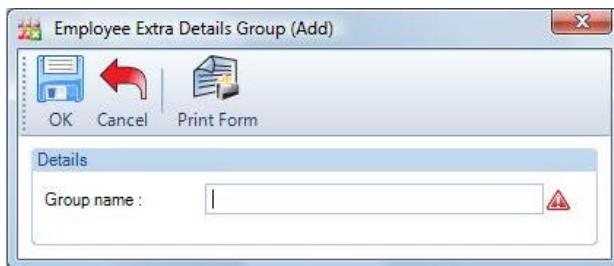 Employee Extra Details Group (Add)
OK Cancel Print Form
Details
Group name :